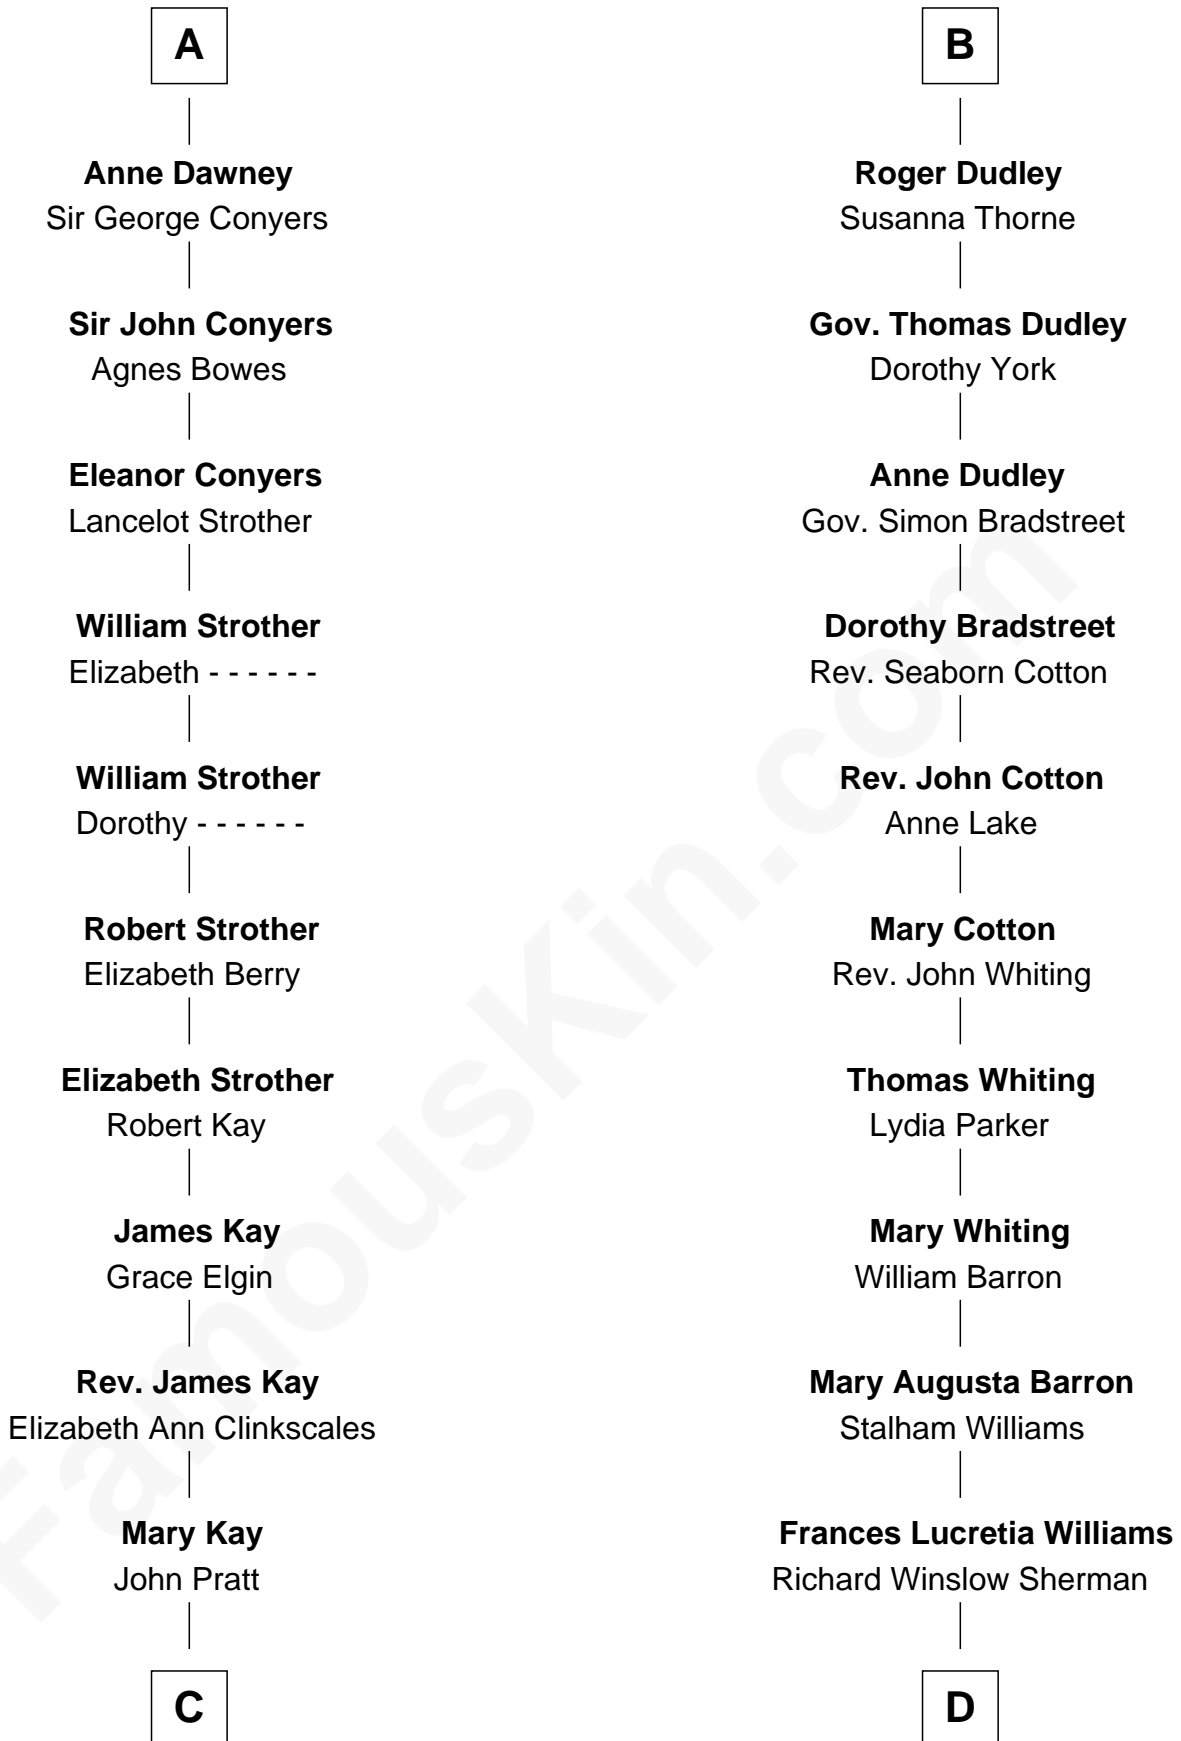 A
Anne Dawney
Sir George Conyers
Sir John Conyers
Agnes Bowes
Eleanor Conyers
Lancelot Strother
William Strother
Elizabeth - - - - - -
William Strother
Dorothy - - - - - -
Robert Strother
Elizabeth Berry
Elizabeth Strother
Robert Kay
James Kay
Grace Elgin
Rev. James Kay
Elizabeth Ann Clinkscales
Mary Kay
John Pratt
C
B
Roger Dudley
Susanna Thorne
Gov. Thomas Dudley
Dorothy York
Anne Dudley
Gov. Simon Bradstreet
Dorothy Bradstreet
Rev. Seaborn Cotton
Rev. John Cotton
Anne Lake
Mary Cotton
Rev. John Whiting
Thomas Whiting
Lydia Parker
Mary Whiting
William Barron
Mary Augusta Barron
Stalham Williams
Frances Lucretia Williams
Richard Winslow Sherman
D
FamousKin.com